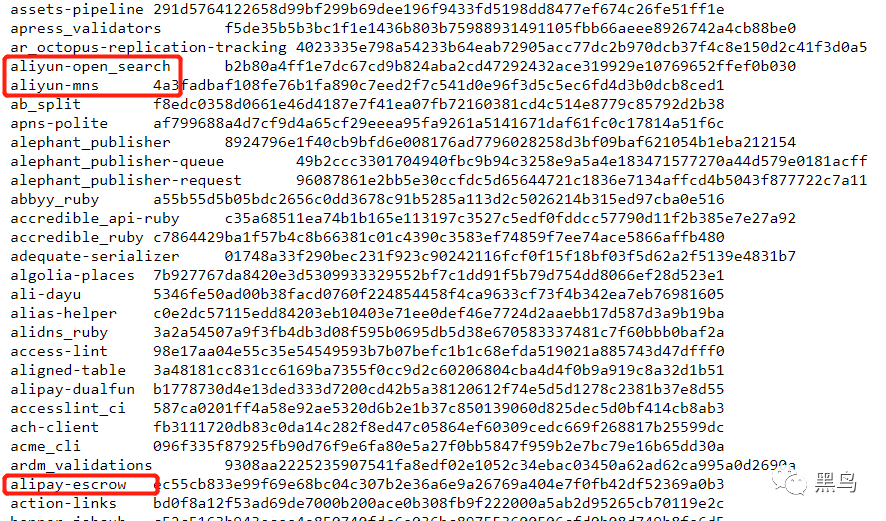 assets-pipeline 291d5764122658d99bf299b69dee196f9433fd5198dd8477ef674c26fe51ff1e
apress_validators f5de35b5b3bc1f1e1436b803b75988931491105fbb66aeee8926742a4cb88be0
ar_octopus-replication-tracking 4023335e798a54233b64eab72905acc77dc2b970dcb37f4c8e150d2c41f3d0a5
aliyun-open_search b2b80a4ff1e7dc67cd9b824aba2cd47292432ace319929e10769652ffef0b030
aliyun-mns 4a3fadbaf108fe76b1fa890c7eed2f7c541d0e96f3d5c5ec6fd4d3b0dcb8ced1
ab_split f8edc0358d0661e46d4187e7f41ea07fb72160381cd4c514e8779c85792d2b38
apns-polite af799688a4d7cf9d4a65cf29eeea95fa9261a5141671daf61fc0c17814a51f6c
alephant_publisher 8924796e1f40cb9bfd6e008176ad7796028258d3bf09baf621054b1eba212154
alephant_publisher-queue 49b2ccc3301704940fbc9b94c3258e9a5a4e183471577270a44d579e0181acff
alephant_publisher-request 96087861e2bb5e30ccfdc5d65644721c1836e7134affcd4b5043f877722c7a11
abbyy_ruby a55b55d5b05bdc2656c0dd3678c91b5285a113d2c5026214b315ed97cba0e516
accredible_api-ruby c35a68511ea74b1b165e113197c3527c5edf0fddcc57790d11f2b385e7e27a92
accredible_ruby c7864429ba1f57b4c8b66381c01c4390c3583ef74859f7ee74ace5866affb480
adequate-serializer 01748a33f290bec231f923c90242116fcf0f15f18bf03f5d62a2f5139e4831b7
algolia-places 7b927767da8420e3d5309933329552bf7c1dd91f5b79d754dd8066ef28d523e1
ali-dayu 5346fe50ad00b38facd0760f224854458f4ca9633cf73f4b342ea7eb76981605
alias-helper c0e2dc57115edd84203eb10403e71ee0def46e7724d2aaebb17d587d3a9b19ba
alidns_ruby 3a2a54507a9f3fb4db3d08f595b0695db5d38e670583337481c7f60bbb0baf2a
access-lint 98e17aa04e55c35e54549593b7b07befc1b1c68efda519021a885743d47dfff0
aligned-table 3a48181cc831cc6169ba7355f0cc9d2c60206804cba4d4f0b9a919c8a32d1b51
alipay-dualfun b1778730d4e13ded333d7200cd42b5a38120612f74e5d5d1278c2381b37e8d55
accesslint_ci 587ca0201ff4a58e92ae5320d6b2e1b37c850139060d825dec5d0bf414cb8ab3
ach-client fb3111720db83c0da14c282f8ed47c05864ef60309cedc669f268817b25599dc
acme_cli 096f335f87925fb90d76f9e6fa80e5a27f0bb5847f959b2e7bc79e16b65dd30a
ardm_validations 9308aa2225235907541fa8edf02e1052c34ebac03450a62ad62ca995a0d2690a
alipay-escrow ec55cb833e99f69e68bc04c307b2e36a6e9a26769a404e7f0fb42df52369a0b3
action-links bd0f8a12f53ad69de7000b200ace0b308fb9f222000a5ab2d95265cb70119e2c
黑鸟